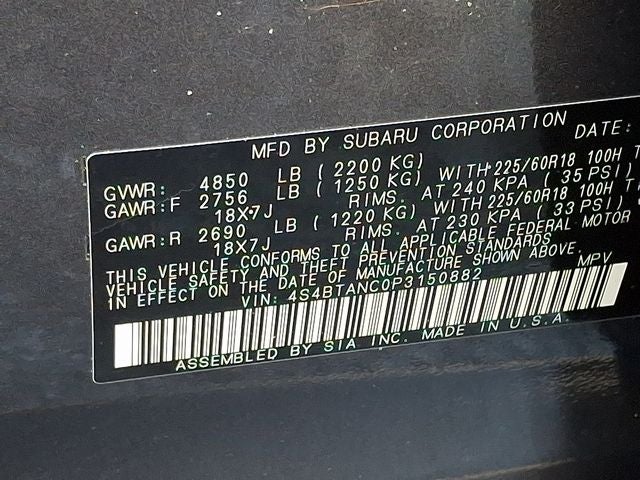 MFD BY SUBARU CORPORATION DATE:
GVWR: 4850 LB ( 2200 KG)
GAWR:F 2756 LB ( 1250 KG) WITH 225/60R18 100H T
18X7J RIMS. AT 240 KPA ( 35 PSI)
GAWR:R 2690 LB ( 1220 KG) WITH 225/60R18 100H T
18X7J RIMS. AT 230 KPA ( 33 PSI)
THIS VEHICLE CONFORMS TO ALL APPLICABLE FEDERAL MOTOR
VEHICLE SAFETY AND THEFT PREVENTION STANDARDS
IN EFFECT ON THE DATE OF MANUFACTURE SHOWN ABOVE.
VIN: 4S4BTANC0P3150882 MPV
ASSEMBLED BY SIA INC. MADE IN U.S.A.